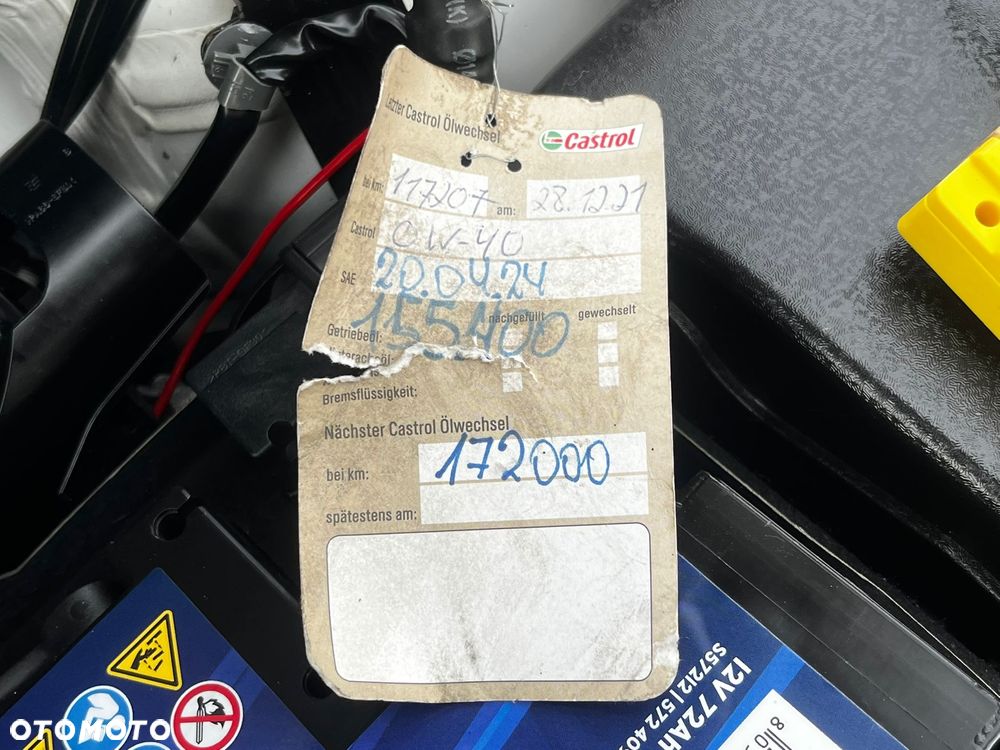 Letzter Castrol Ölwechsel
Castrol
bei km: 117207 am: 28.12.21
Castrol 0W-40
SAE 20.04.24
155400
nachgefüllt gewechselt
Getriebeöl:
Bremsflüssigkeit:
Nächster Castrol Ölwechsel
bei km: 172000
spätestens am:
12V 72Ah
OTOMOTO